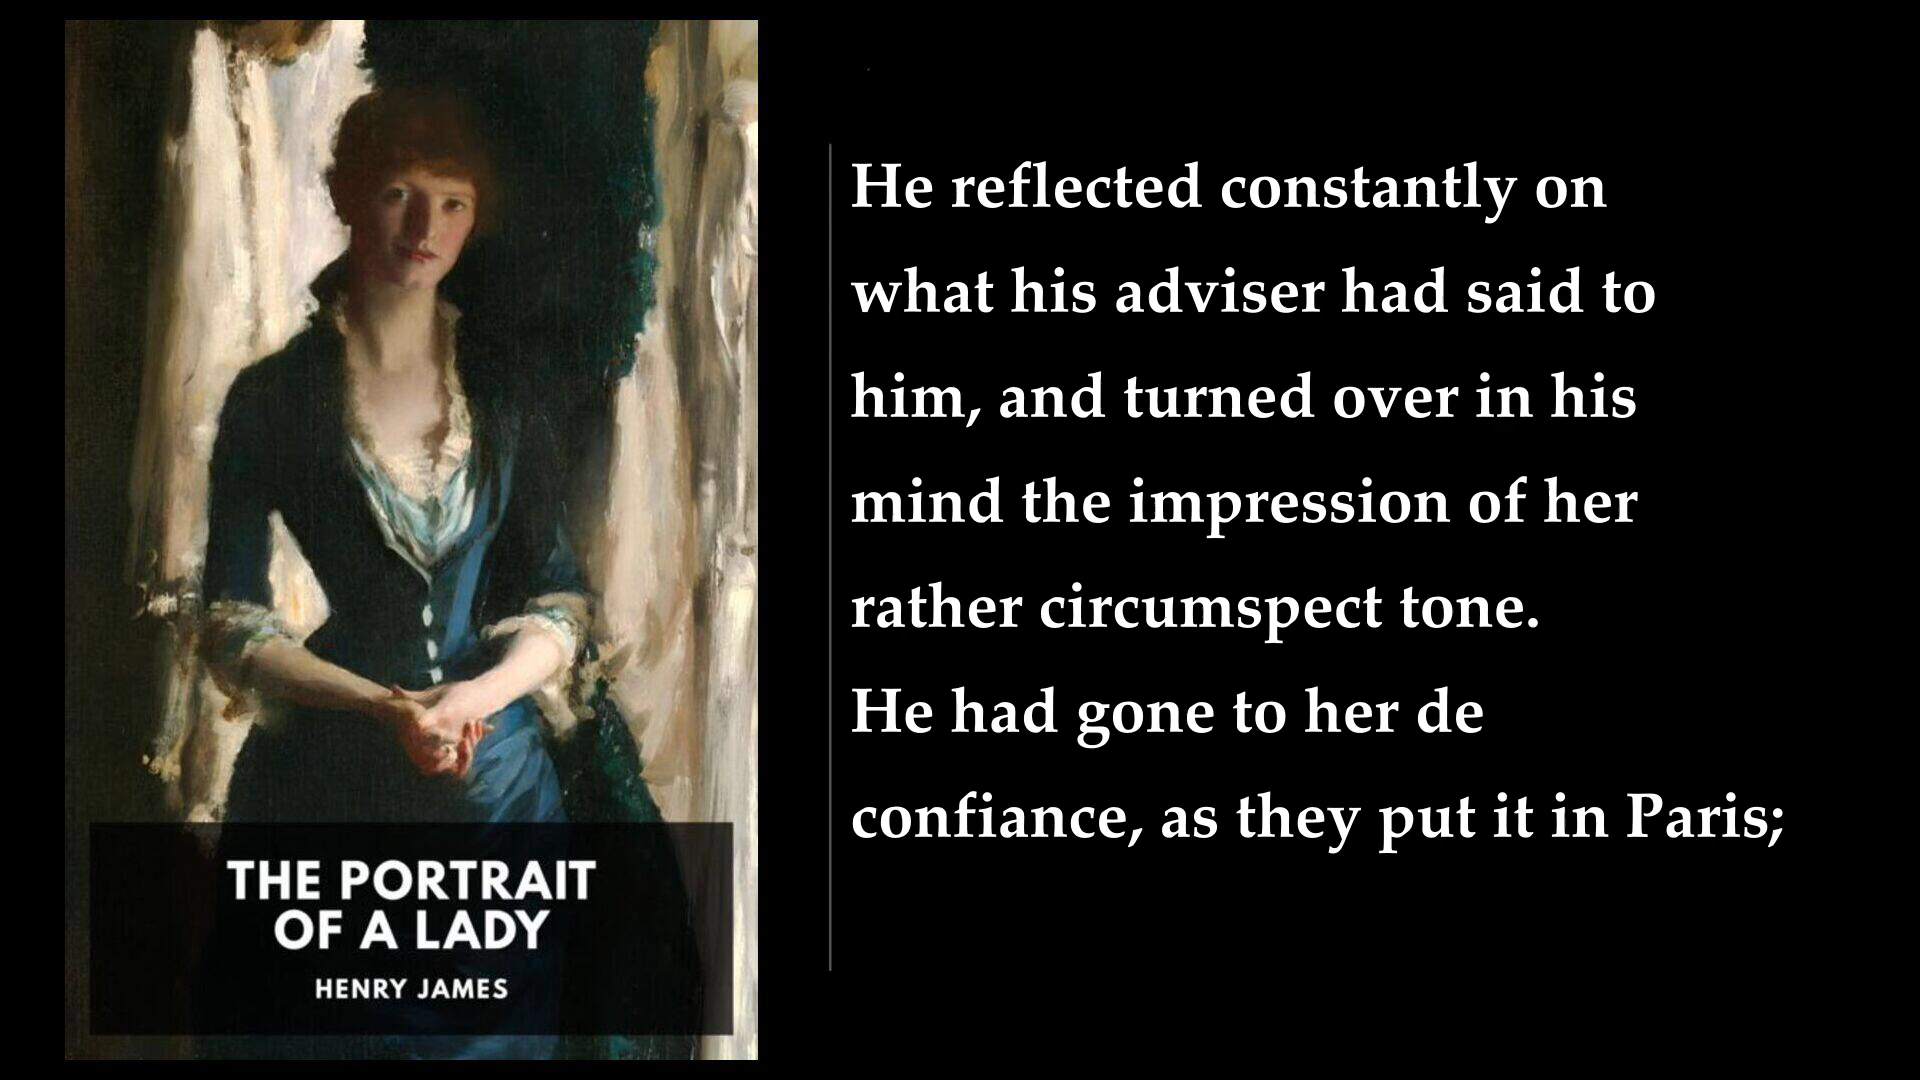 He reflected constantly on
what his adviser had said to
him, and turned over in his
mind the impression of her
rather circumspect tone.
He had gone to her de
confiance, as they put it in Paris;
THE PORTRAIT
OF A LADY
HENRY JAMES